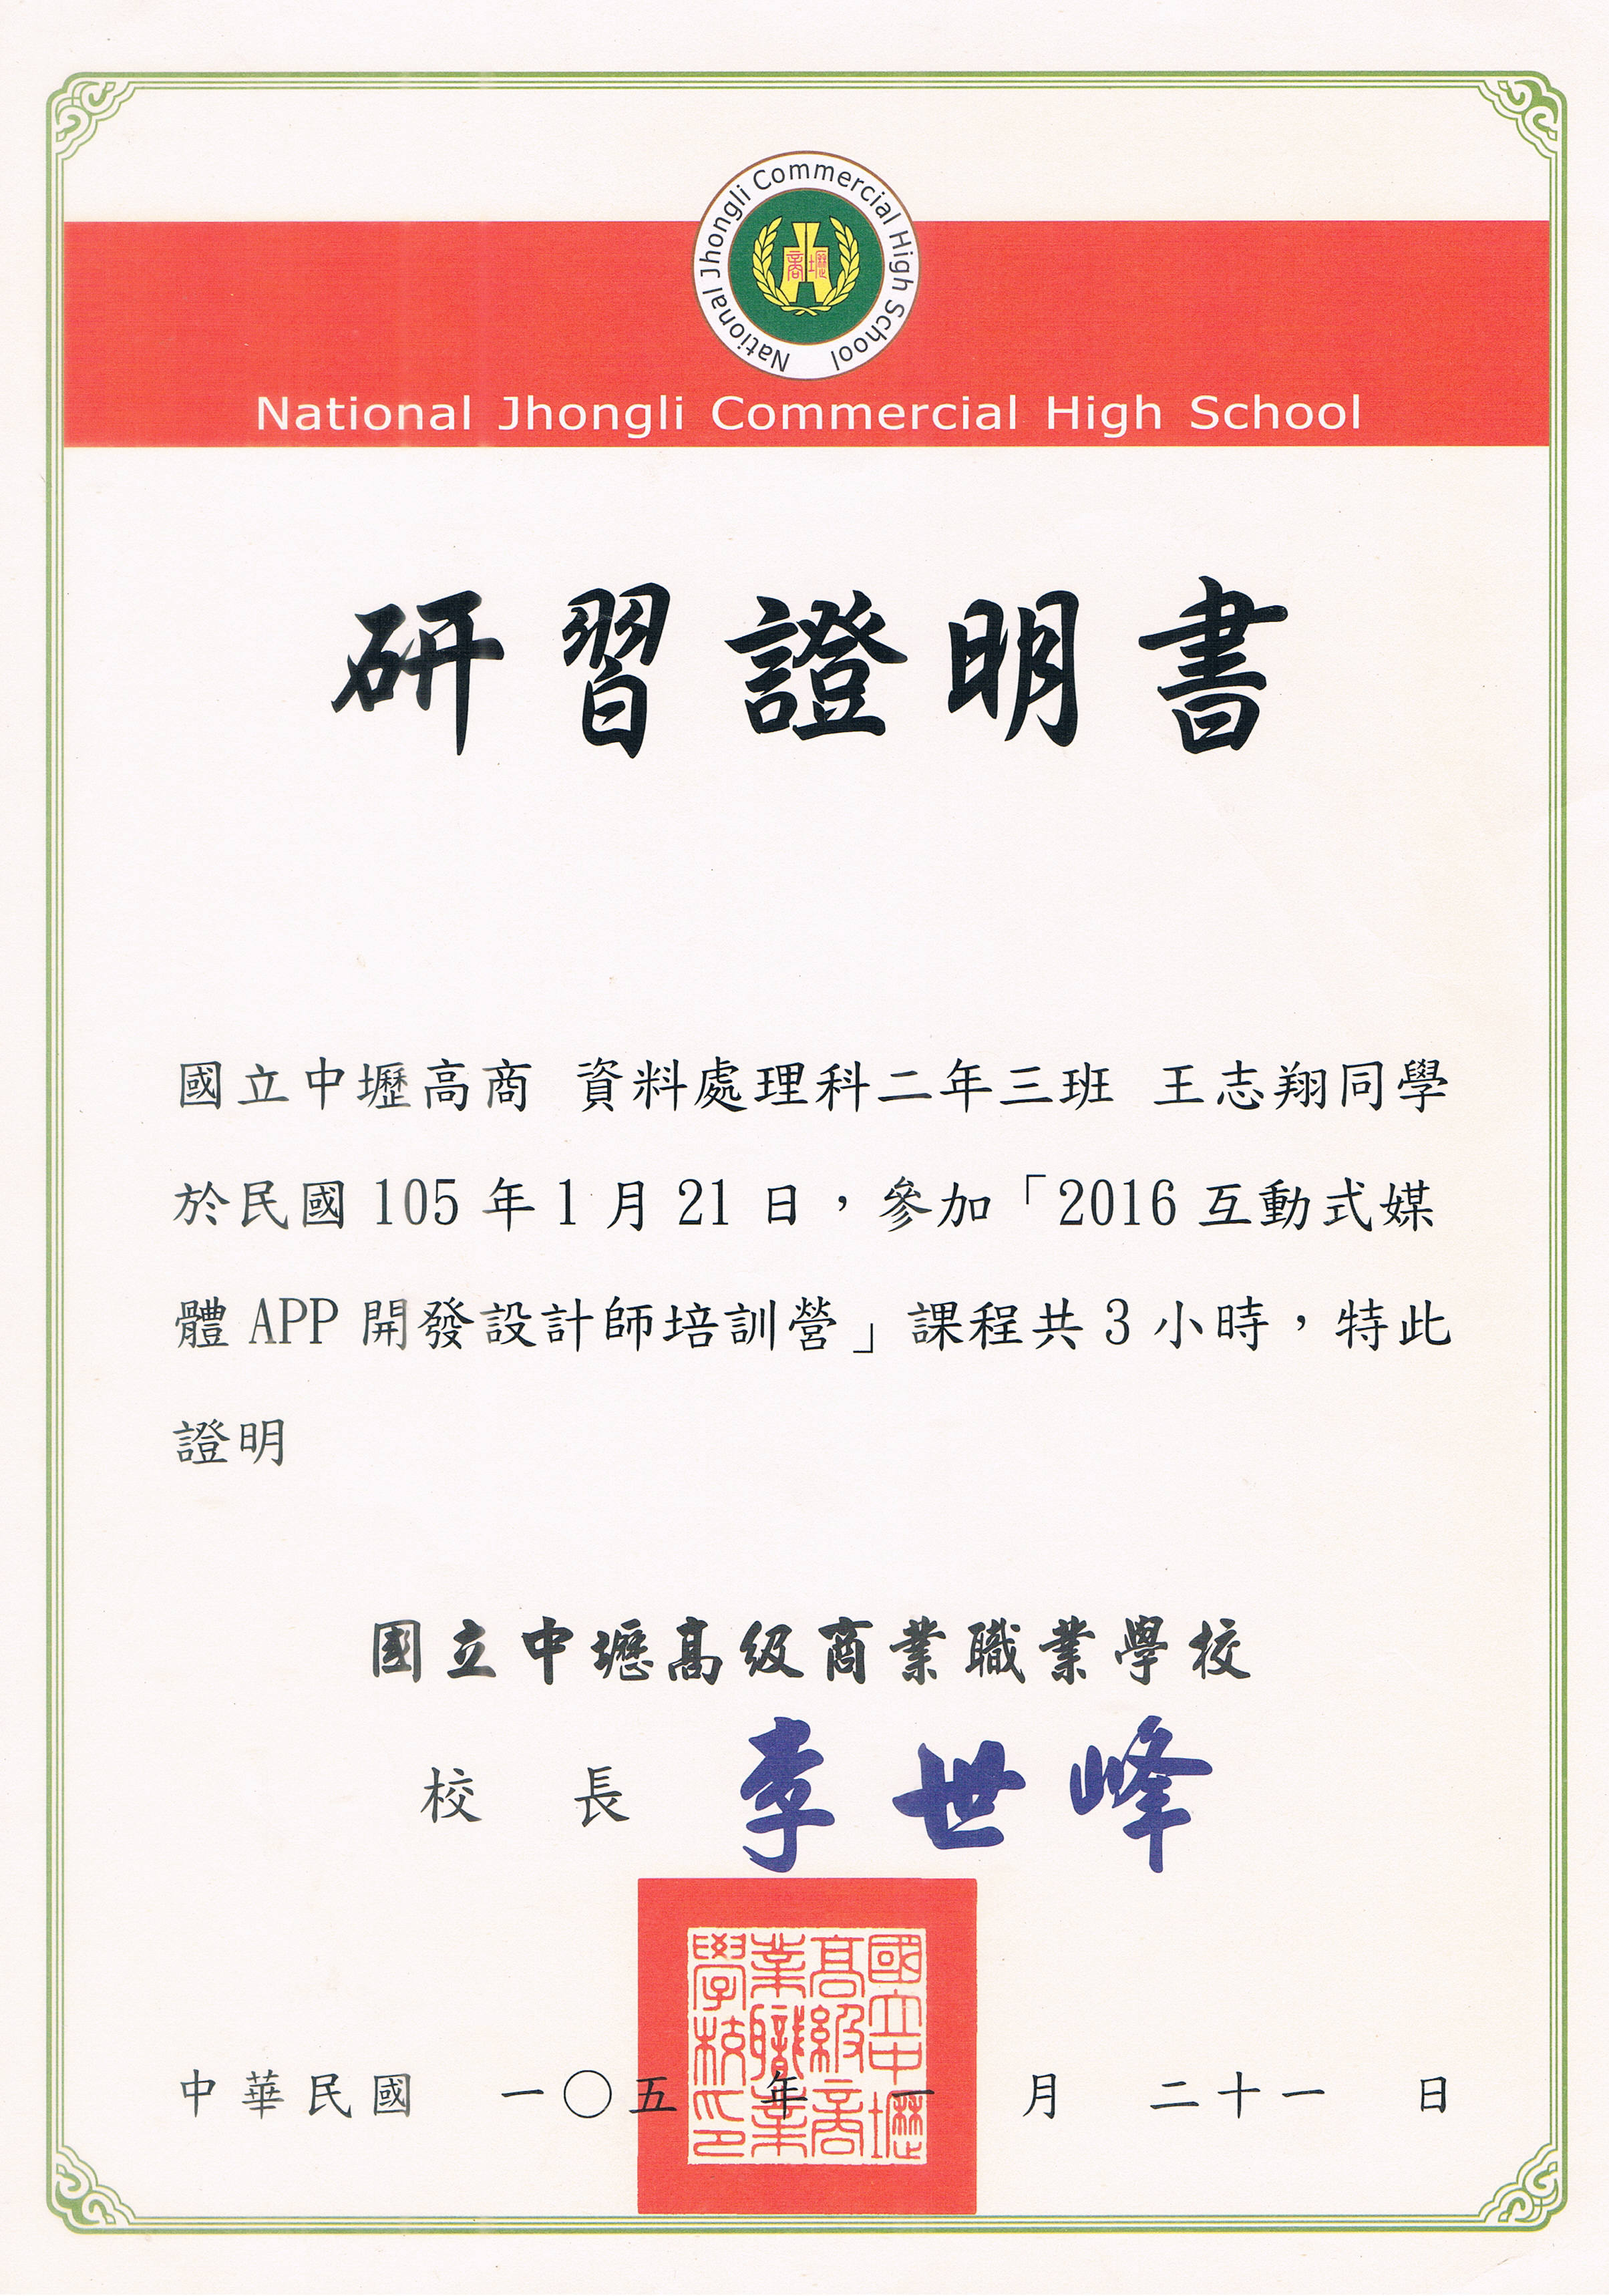 National Jhongli Commercial High School
壢商
National Jhongli Commercial High School
研習證明書
國立中壢高商 資料處理科二年三班 王志翔同學
於民國 105 年 1 月 21 日，參加「2016 互動式媒
體 APP 開發設計師培訓營」課程共 3 小時，特此
證明
國立中壢高級商業職業學校
校 長 李世峰
國立中壢高級商業職業學校印
中華民國 一〇五 年 一 月 二十一 日